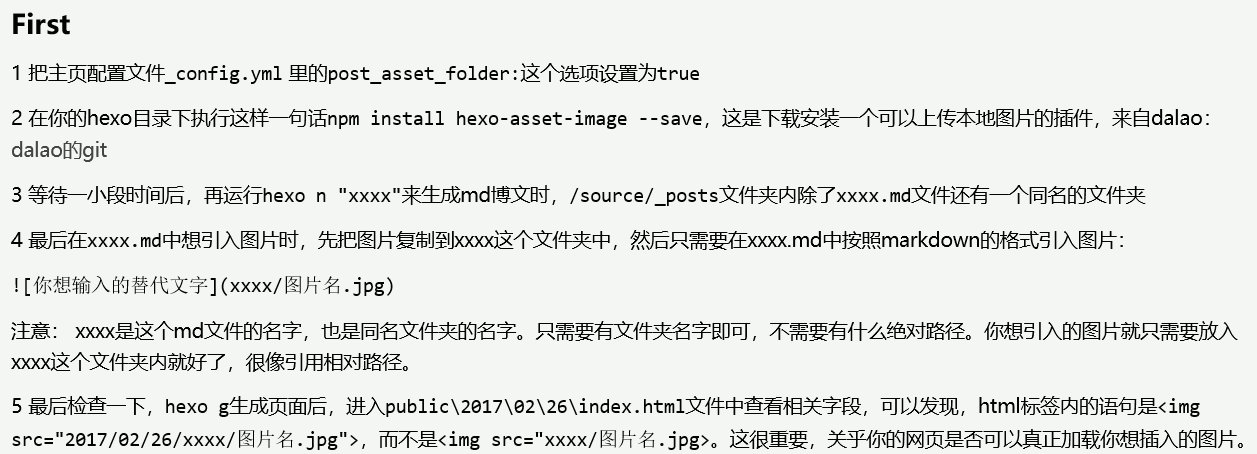 First
1 把主页配置文件_config.yml 里的post_asset_folder:这个选项设置为true
2 在你的hexo目录下执行这样一句话npm install hexo-asset-image --save，这是下载安装一个可以上传本地图片的插件，来自dalao：
dalao的git
3 等待一小段时间后，再运行hexo n "xxxx"来生成md博文时，/source/_posts文件夹内除了xxxx.md文件还有一个同名的文件夹
4 最后在xxxx.md中想引入图片时，先把图片复制到xxxx这个文件夹中，然后只需要在xxxx.md中按照markdown的格式引入图片：
![你想输入的替代文字](xxxx/图片名.jpg)
注意： xxxx是这个md文件的名字，也是同名文件夹的名字。只需要有文件夹名字即可，不需要有什么绝对路径。你想引入的图片就只需要放入
xxxx这个文件夹内就好了，很像引用相对路径。
5 最后检查一下，hexo g生成页面后，进入public\2017\02\26\index.html文件中查看相关字段，可以发现，html标签内的语句是<img
src="2017/02/26/xxxx/图片名.jpg">，而不是<img src="xxxx/图片名.jpg>。这很重要，关乎你的网页是否可以真正加载你想插入的图片。